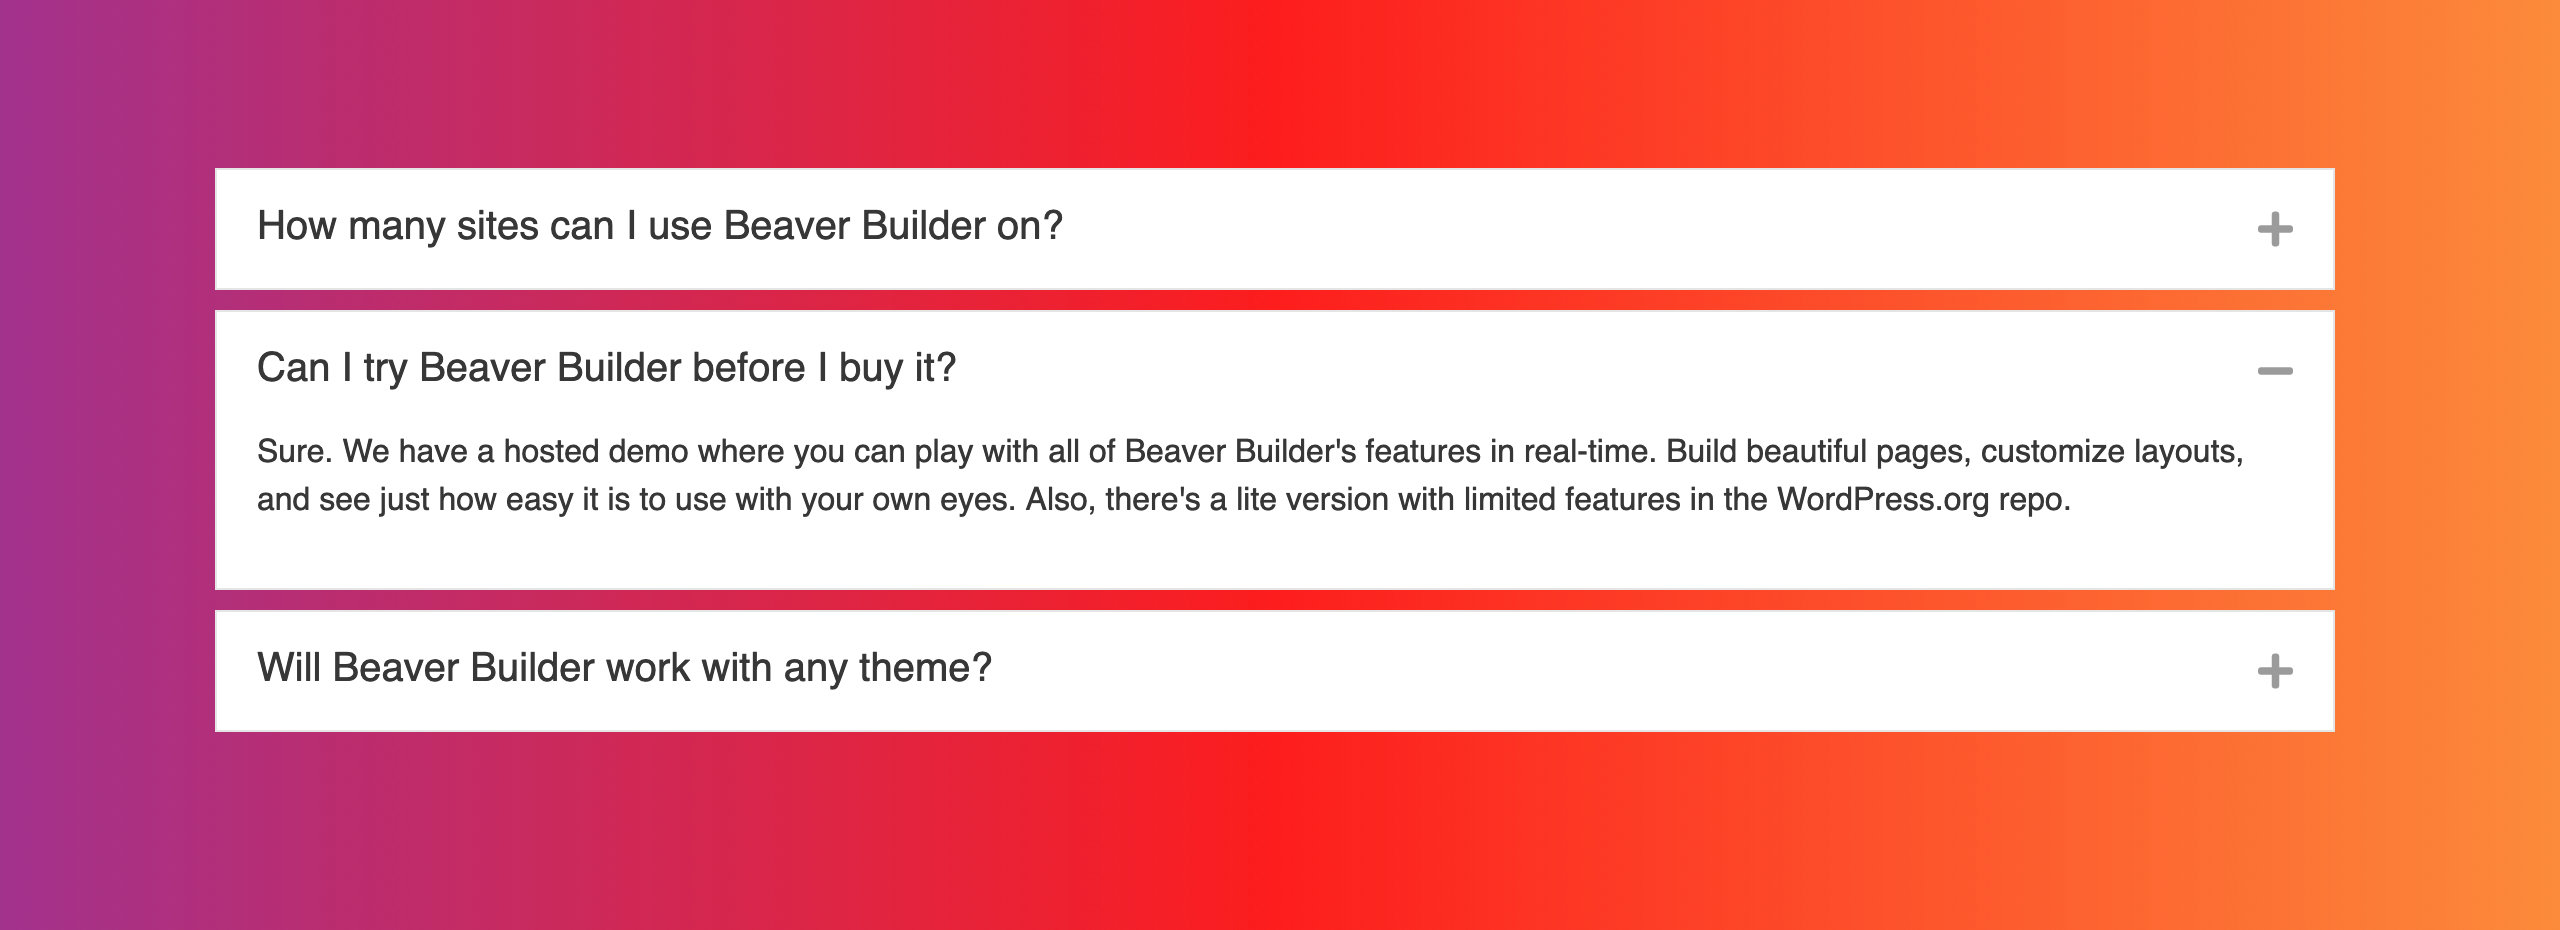 How many sites can I use Beaver Builder on?
Can I try Beaver Builder before I buy it?
Sure. We have a hosted demo where you can play with all of Beaver Builder's features in real-time. Build beautiful pages, customize layouts,
and see just how easy it is to use with your own eyes. Also, there's a lite version with limited features in the WordPress.org repo.
Will Beaver Builder work with any theme?